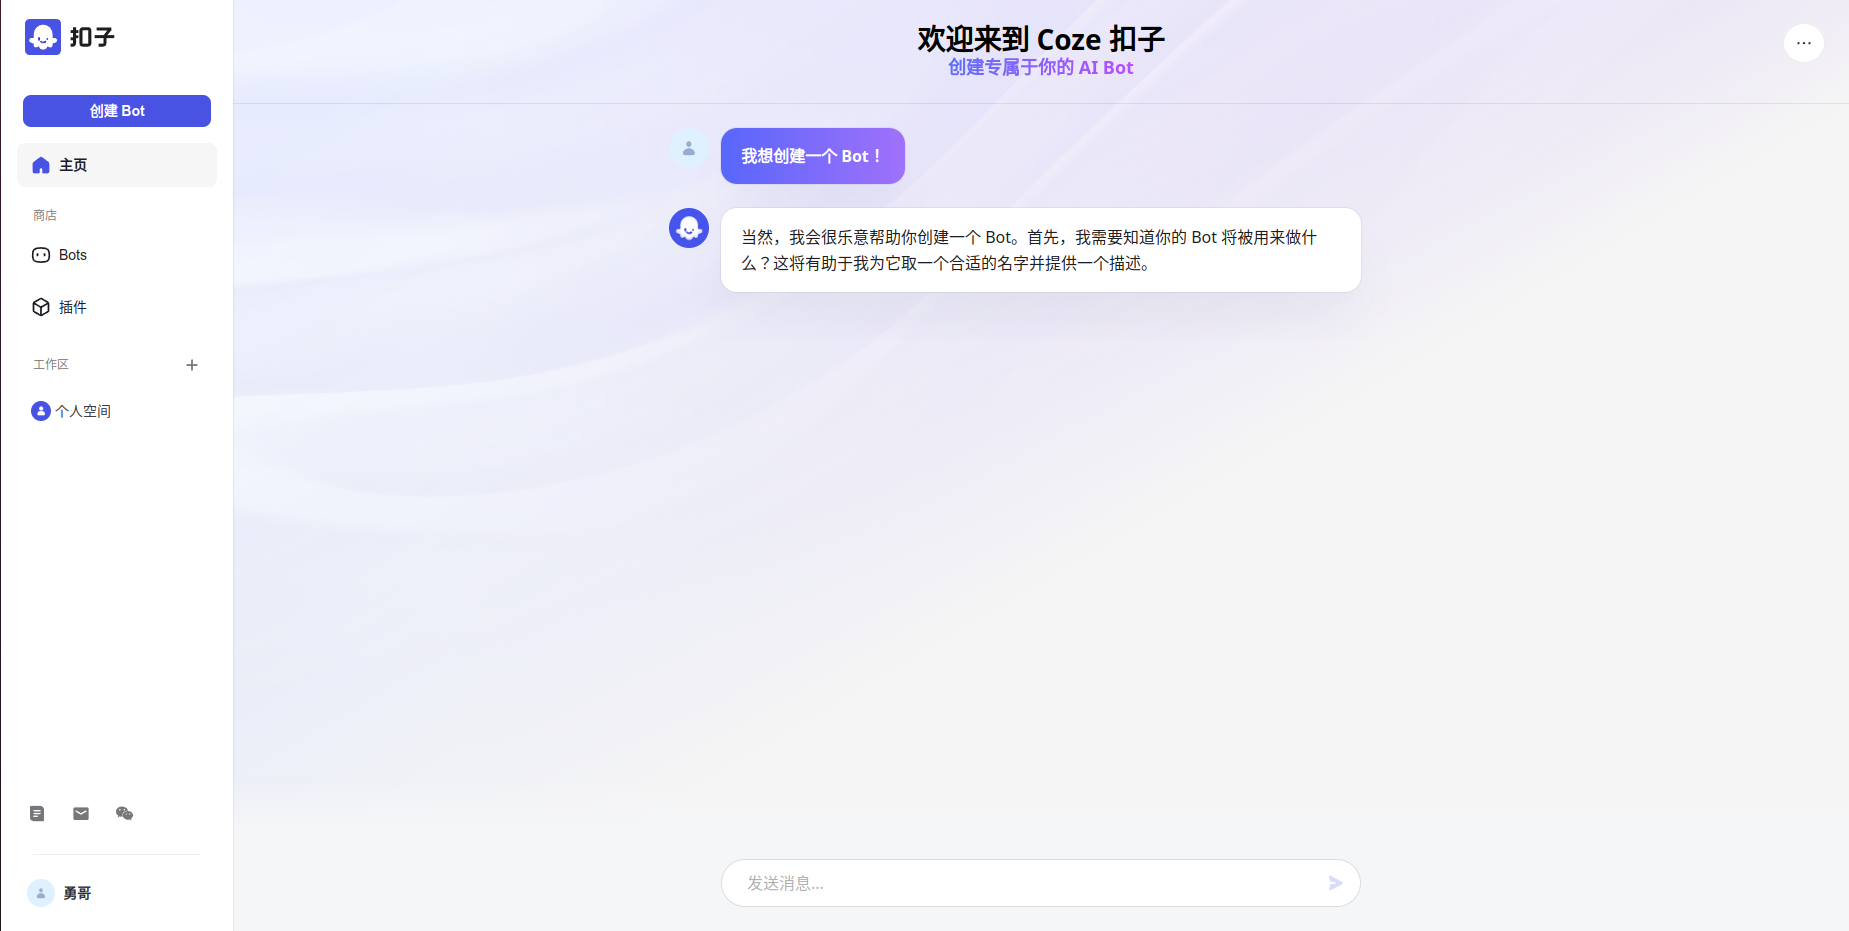 扣子
创建 Bot
主页
商店
Bots
插件
工作区
个人空间
勇哥
欢迎来到 Coze 扣子
创建专属于你的 AI Bot
我想创建一个 Bot！
当然，我会很乐意帮助你创建一个 Bot。首先，我需要知道你的 Bot 将被用来做什
么？这将有助于我为它取一个合适的名字并提供一个描述。
发送消息...